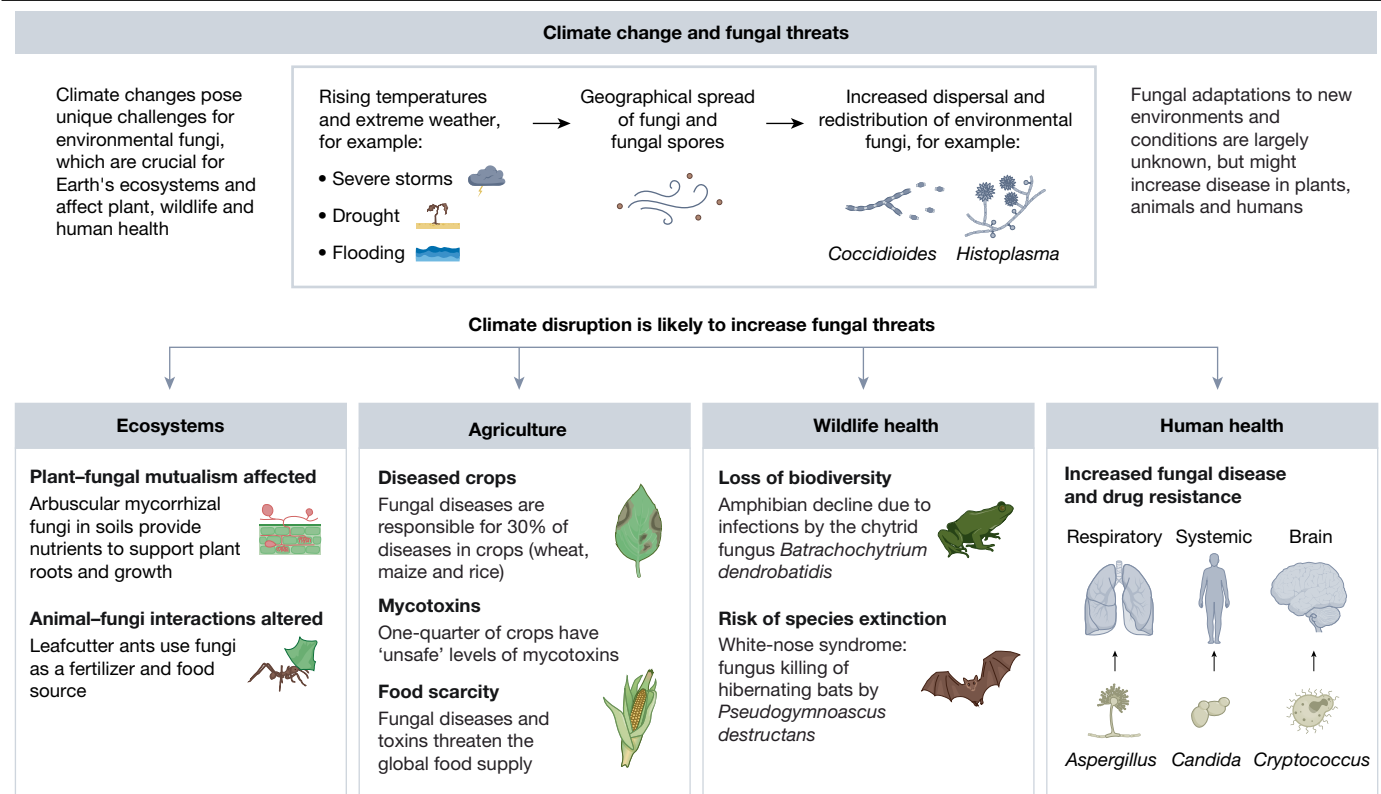 Climate change and fungal threats
Climate changes pose
unique challenges for
environmental fungi,
which are crucial for
Earth's ecosystems and
affect plant, wildlife and
human health
Rising temperatures
and extreme weather,
for example:
• Severe storms
• Drought
• Flooding
Geographical spread
of fungi and
fungal spores
Increased dispersal and
redistribution of environmental
fungi, for example:
Coccidioides
Histoplasma
Fungal adaptations to new
environments and
conditions are largely
unknown, but might
increase disease in plants,
animals and humans
Climate disruption is likely to increase fungal threats
Ecosystems
Plant–fungal mutualism affected
Arbuscular mycorrhizal
fungi in soils provide
nutrients to support plant
roots and growth
Animal–fungi interactions altered
Leafcutter ants use fungi
as a fertilizer and food
source
Agriculture
Diseased crops
Fungal diseases are
responsible for 30% of
diseases in crops (wheat,
maize and rice)
Mycotoxins
One-quarter of crops have
‘unsafe’ levels of mycotoxins
Food scarcity
Fungal diseases and
toxins threaten the
global food supply
Wildlife health
Loss of biodiversity
Amphibian decline due to
infections by the chytrid
fungus Batrachochytrium
dendrobatidis
Risk of species extinction
White-nose syndrome:
fungus killing of
hibernating bats by
Pseudogymnoascus
destructans
Human health
Increased fungal disease
and drug resistance
Respiratory Systemic Brain
Aspergillus Candida Cryptococcus